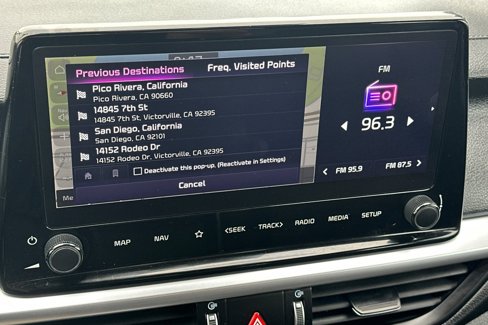 Previous Destinations
Freq. Visited Points
Pico Rivera, California
Pico Rivera, CA 90660
14845 7th St
14845 7th St, Victorville, CA 92395
San Diego, California
San Diego, CA 92101
14152 Rodeo Dr
14152 Rodeo Dr, Victorville, CA 92395
Deactivate this pop-up. (Reactivate in Settings)
Cancel
Me
FM
96.3
FM 95.9
FM 87.5
MAP
NAV
<SEEK
TRACK>
RADIO
MEDIA
SETUP